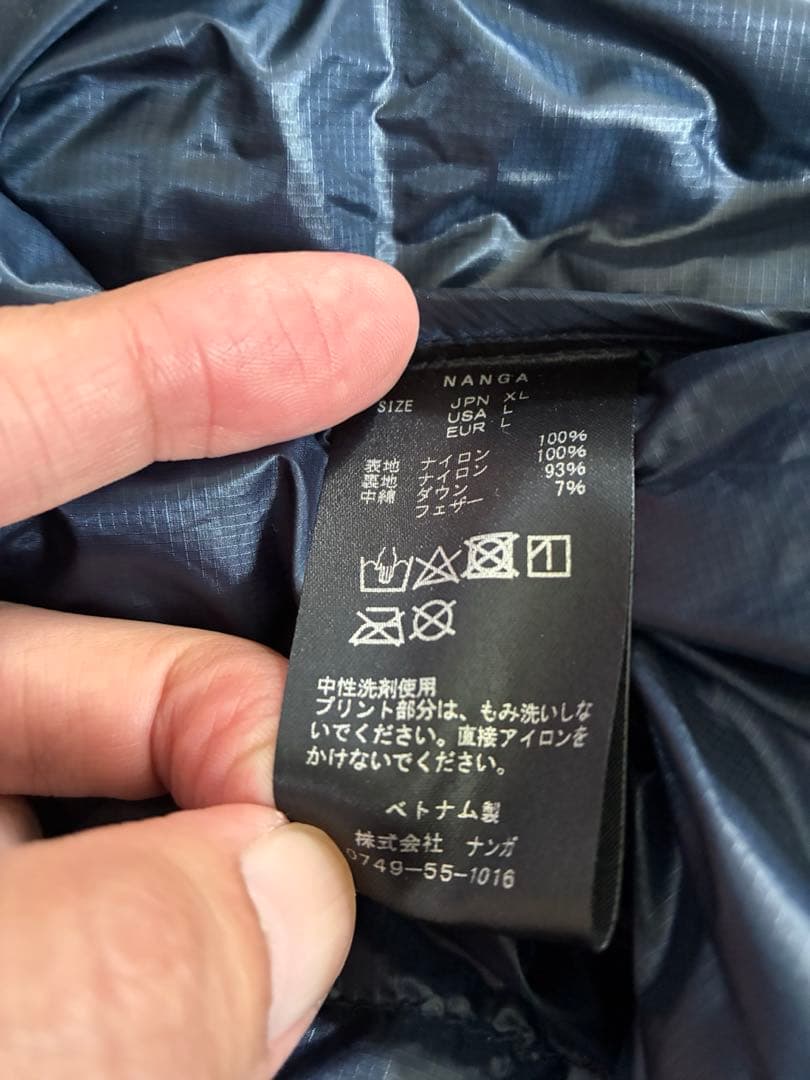 NANGA
SIZE JPN XL
USA L
EUR L
表地 ナイロン 100%
裏地 ナイロン 100%
中綿 ダウン 93%
フェザー 7%
中性洗剤使用
プリント部分は、もみ洗いしな
いでください。直接アイロンを
かけないでください。
ベトナム製
株式会社 ナンガ
0749-55-1016